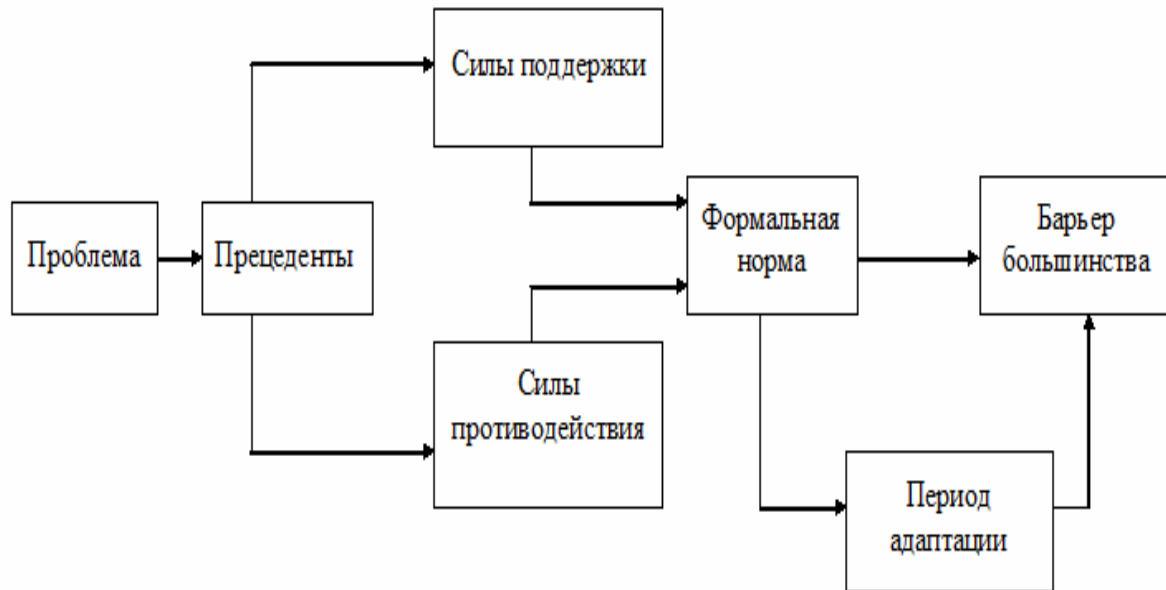 Силы поддержки
Проблема
Прецеденты
Формальная
норма
Барьер
большинства
Силы
противодействия
Период
адаптации